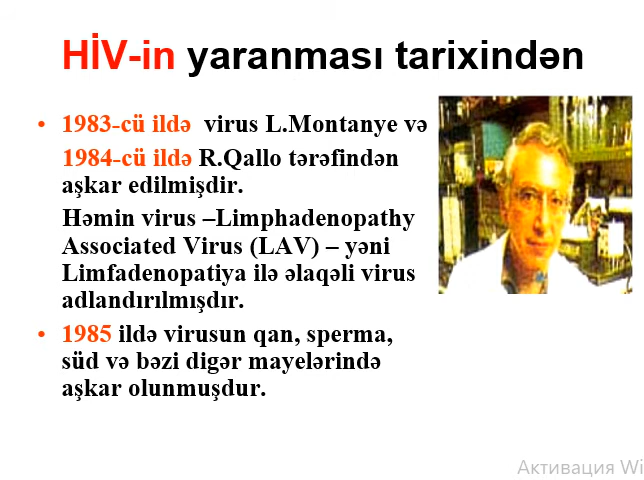 HİV-in yaranması tarixindən
• 1983-cü ildə virus L.Montanye və
1984-cü ildə R.Qallo tərəfindən
aşkar edilmişdir.
Həmin virus –Limphadenopathy
Associated Virus (LAV) – yəni
Limfadenopatiya ilə əlaqəli virus
adlandırılmışdır.
• 1985 ildə virusun qan, sperma,
süd və bəzi digər mayelərində
aşkar olunmuşdur.
Активация Wi